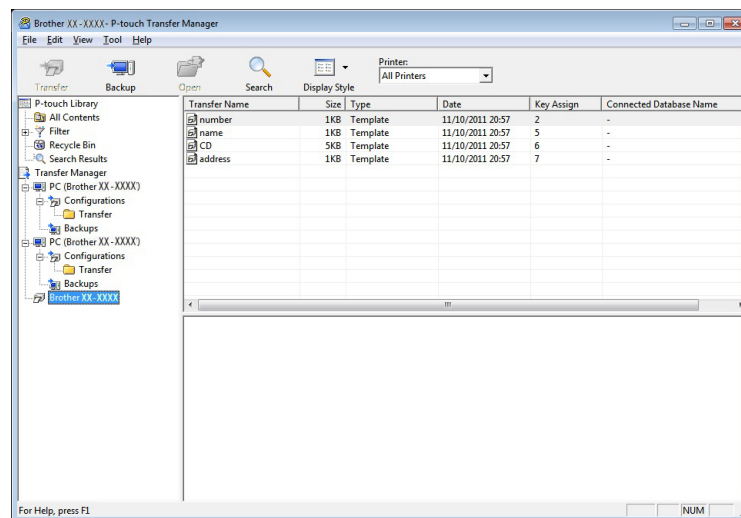 Brother XX-XXXX- P-touch Transfer Manager
File Edit View Tool Help
Printer:
All Printers
Transfer Backup Open Search Display Style
P-touch Library
All Contents
Filter
Recycle Bin
Search Results
Transfer Manager
PC (Brother XX-XXXX)
Configurations
Transfer
Backups
PC (Brother XX-XXXX)
Configurations
Transfer
Backups
Brother XX-XXXX
Transfer Name Size Type Date Key Assign Connected Database Name
number 1KB Template 11/10/2011 20:57 2 -
name 1KB Template 11/10/2011 20:57 5 -
CD 5KB Template 11/10/2011 20:57 6 -
address 1KB Template 11/10/2011 20:57 7 -
For Help, press F1
NUM